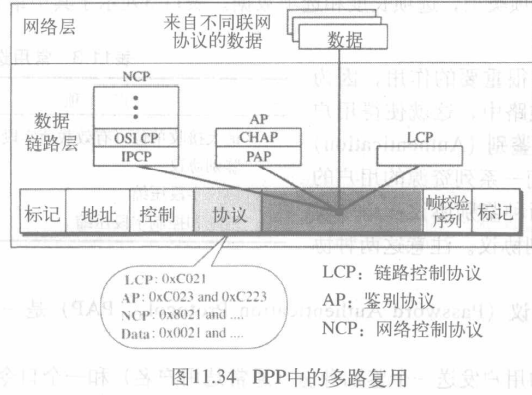 网络层
来自不同联网
协议的数据
数据
NCP
数据
链路层
OSI CP
IPCP
AP
CHAP
PAP
LCP
标记
地址
控制
协议
帧校验
序列
标记
LCP: 0xC021
AP: 0xC023 and 0xC223
NCP: 0x8021 and ....
Data: 0x0021 and ....
LCP：链路控制协议
AP：鉴别协议
NCP：网络控制协议
图11.34 PPP中的多路复用